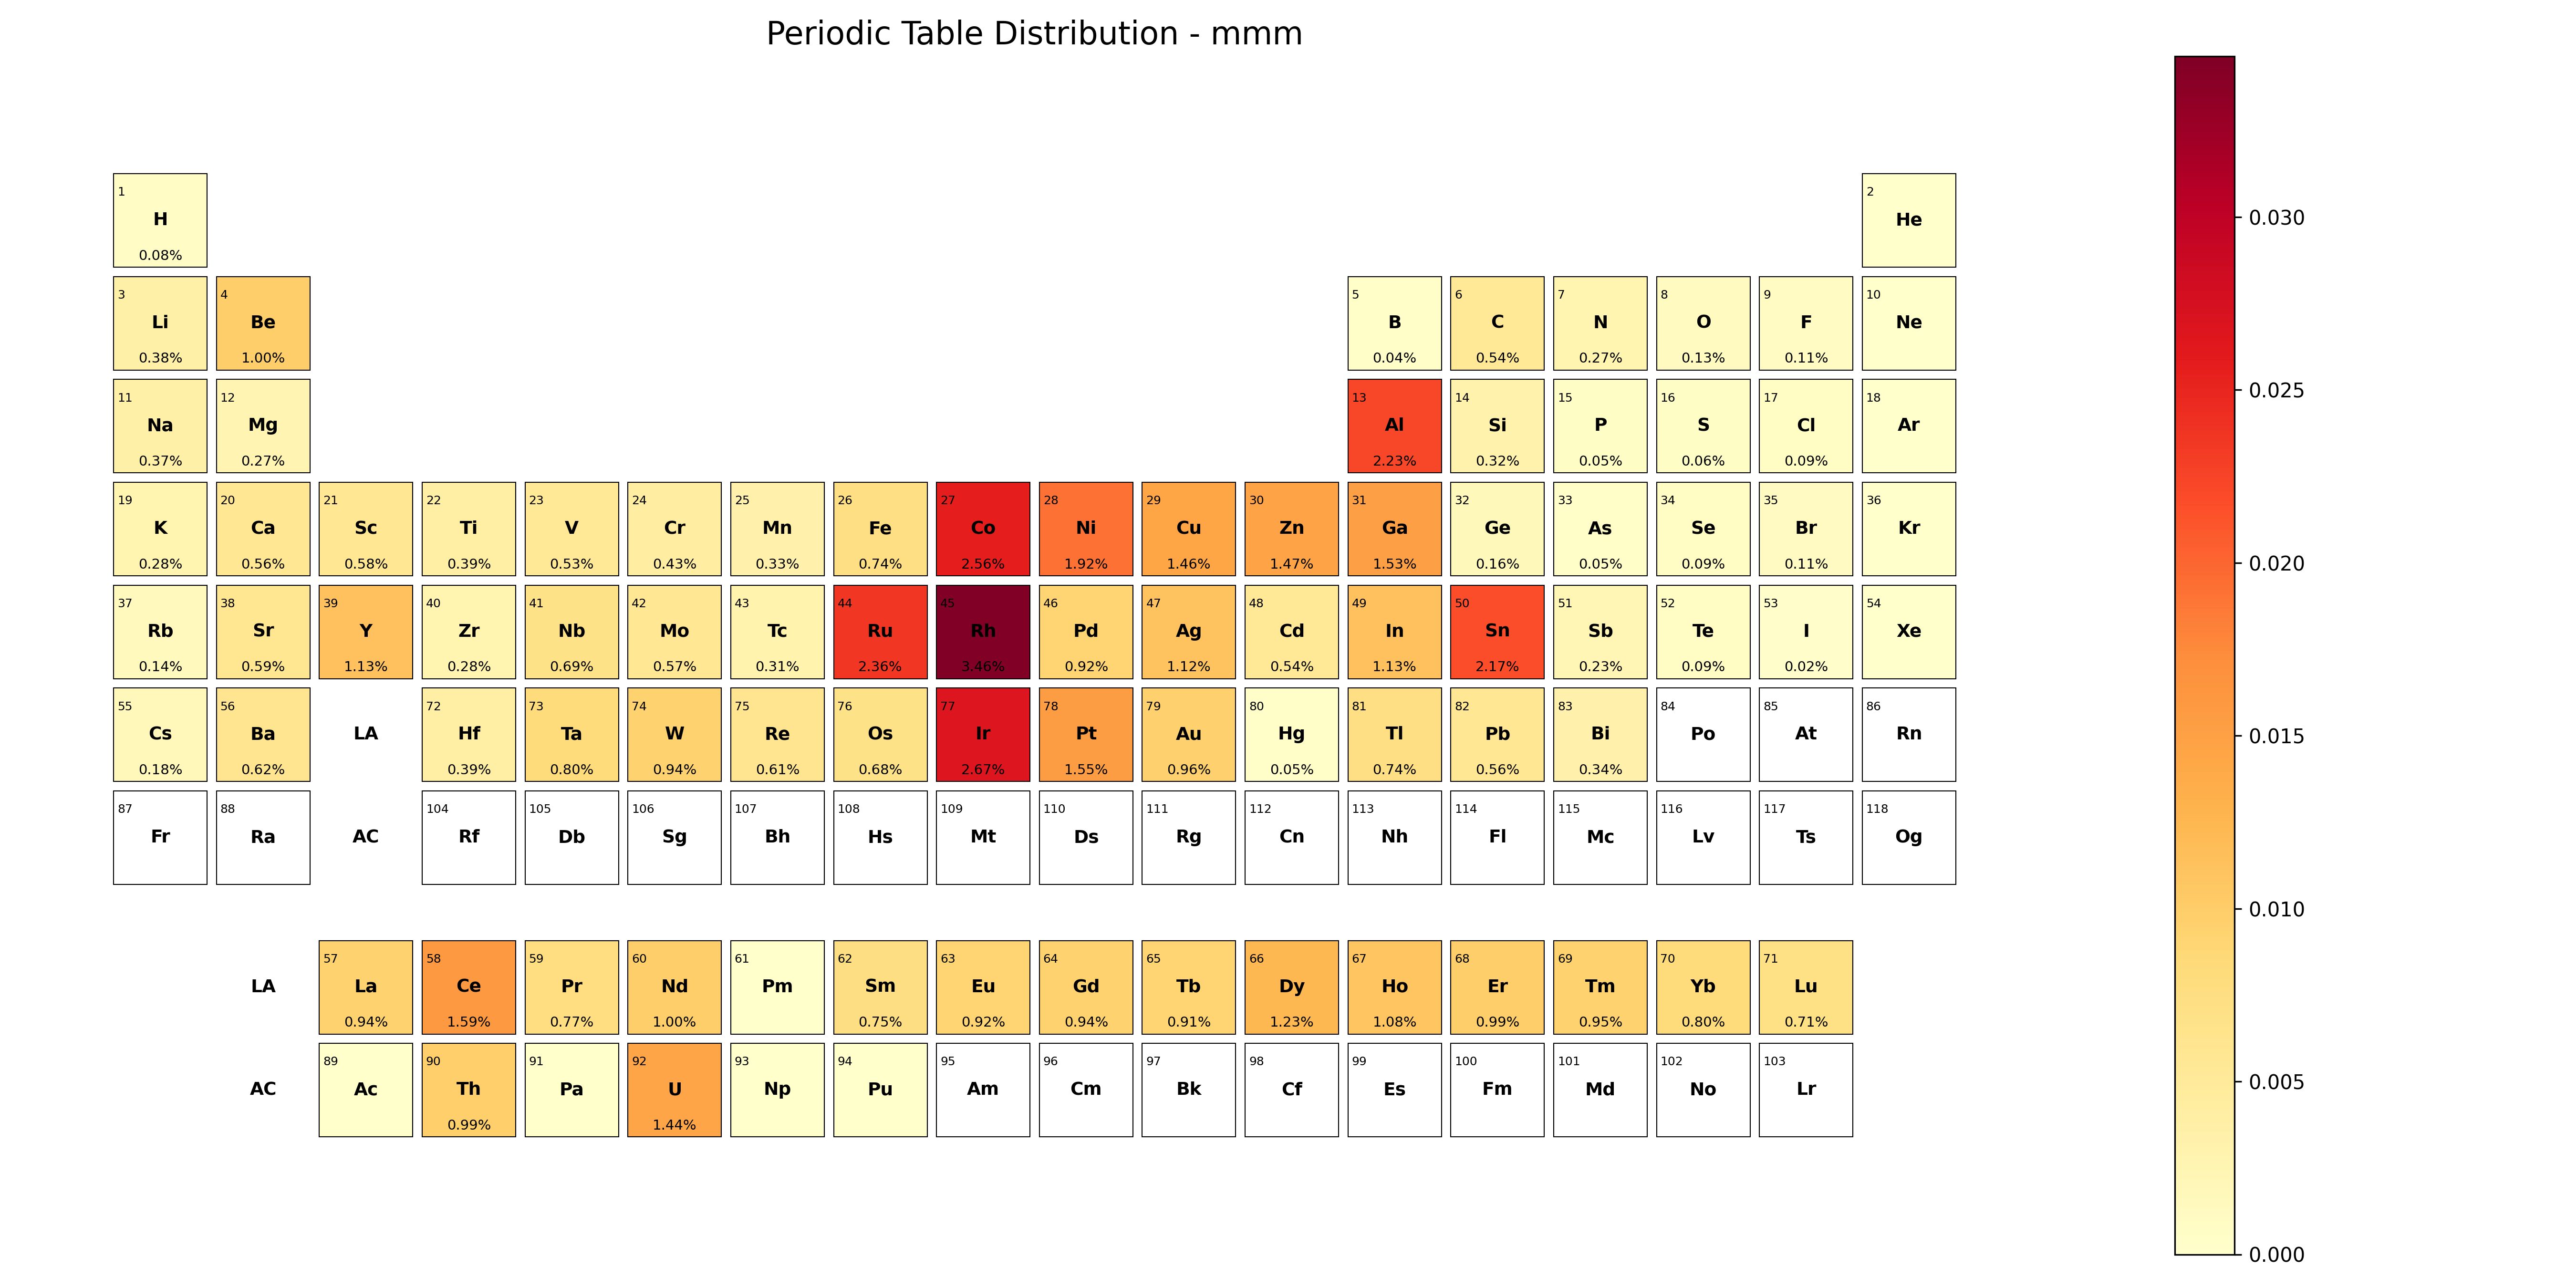 Periodic Table Distribution - mmm
1 2
H He
0.08%
3 4 5 6 7 8 9 10
Li Be B C N O F Ne
0.38% 1.00% 0.04% 0.54% 0.27% 0.13% 0.11%
11 12 13 14 15 16 17 18
Na Mg Al Si P S Cl Ar
0.37% 0.27% 2.23% 0.32% 0.05% 0.06% 0.09%
19 20 21 22 23 24 25 26 27 28 29 30 31 32 33 34 35 36
K Ca Sc Ti V Cr Mn Fe Co Ni Cu Zn Ga Ge As Se Br Kr
0.28% 0.56% 0.58% 0.39% 0.53% 0.43% 0.33% 0.74% 2.56% 1.92% 1.46% 1.47% 1.53% 0.16% 0.05% 0.09% 0.11%
37 38 39 40 41 42 43 44 45 46 47 48 49 50 51 52 53 54
Rb Sr Y Zr Nb Mo Tc Ru Rh Pd Ag Cd In Sn Sb Te I Xe
0.14% 0.59% 1.13% 0.28% 0.69% 0.57% 0.31% 2.36% 3.46% 0.92% 1.12% 0.54% 1.13% 2.17% 0.23% 0.09% 0.02%
55 56 72 73 74 75 76 77 78 79 80 81 82 83 84 85 86
Cs Ba LA Hf Ta W Re Os Ir Pt Au Hg Tl Pb Bi Po At Rn
0.18% 0.62% 0.39% 0.80% 0.94% 0.61% 0.68% 2.67% 1.55% 0.96% 0.05% 0.74% 0.56% 0.34%
87 88 104 105 106 107 108 109 110 111 112 113 114 115 116 117 118
Fr Ra AC Rf Db Sg Bh Hs Mt Ds Rg Cn Nh Fl Mc Lv Ts Og
57 58 59 60 61 62 63 64 65 66 67 68 69 70 71
LA La Ce Pr Nd Pm Sm Eu Gd Tb Dy Ho Er Tm Yb Lu
0.94% 1.59% 0.77% 1.00% 0.75% 0.92% 0.94% 0.91% 1.23% 1.08% 0.99% 0.95% 0.80% 0.71%
89 90 91 92 93 94 95 96 97 98 99 100 101 102 103
AC Ac Th Pa U Np Pu Am Cm Bk Cf Es Fm Md No Lr
0.99% 1.44%
0.030
0.025
0.020
0.015
0.010
0.005
0.000